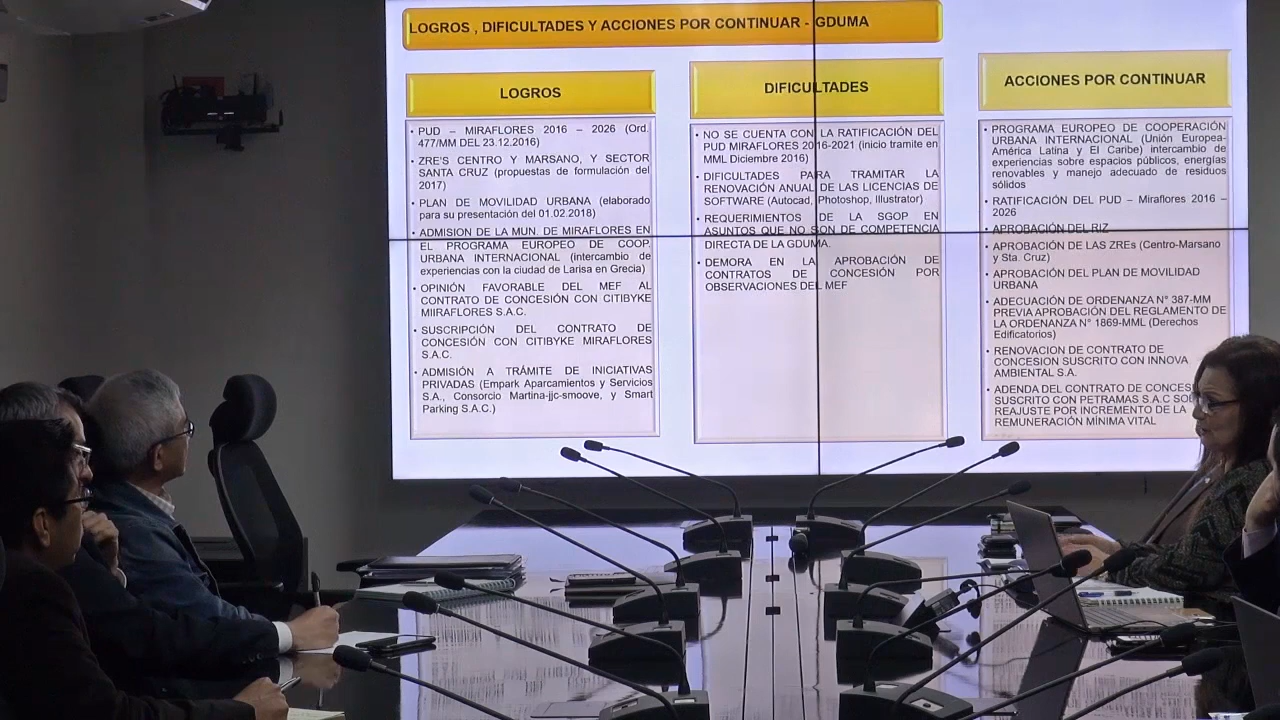 LOGROS , DIFICULTADES Y ACCIONES POR CONTINUAR - GDUMA
LOGROS
• PUD – MIRAFLORES 2016 – 2026 (Ord. 477/MM DEL 23.12.2016)
• ZRE'S CENTRO Y MARSANO, Y SECTOR
SANTA CRUZ (propuestas de formulación del
2017)
• PLAN DE MOVILIDAD URBANA (elaborado
para su presentación del 01.02.2018)
• ADMISION DE LA MUN. DE MIRAFLORES EN
EL PROGRAMA EUROPEO DE COOP.
URBANA INTERNACIONAL (intercambio de
experiencias con la ciudad de Larisa en Grecia)
• OPINIÓN FAVORABLE DEL MEF AL
CONTRATO DE CONCESIÓN CON CITIBYKE
MIIRAFLORES S.A.C.
• SUSCRIPCIÓN DEL CONTRATO DE
CONCESIÓN CON CITIBYKE MIRAFLORES
S.A.C.
• ADMISIÓN A TRÁMITE DE INICIATIVAS
PRIVADAS (Empark Aparcamientos y Servicios
S.A., Consorcio Martina-jjc-smoove, y Smart
Parking S.A.C.)
DIFICULTADES
• NO SE CUENTA CON LA RATIFICACIÓN DEL
PUD MIRAFLORES 2016-2021 (inicio tramite en
MML Diciembre 2016)
• DIFICULTADES PARA TRAMITAR LA
RENOVACIÓN ANUAL DE LAS LICENCIAS DE
SOFTWARE (Autocad, Photoshop, Illustrator)
• REQUERIMIENTOS DE LA SGOP EN
ASUNTOS QUE NO SON DE COMPETENCIA
DIRECTA DE LA GDUMA.
• DEMORA EN LA APROBACIÓN DE
CONTRATOS DE CONCESIÓN POR
OBSERVACIONES DEL MEF
ACCIONES POR CONTINUAR
• PROGRAMA EUROPEO DE COOPERACIÓN
URBANA INTERNACIONAL (Unión Europea-
América Latina y El Caribe) intercambio de
experiencias sobre espacios públicos, energías
renovables y manejo adecuado de residuos
sólidos
• RATIFICACIÓN DEL PUD – Miraflores 2016 –
2026
• APROBACIÓN DEL RIZ
• APROBACIÓN DE LAS ZREs (Centro-Marsano
y Sta. Cruz)
• APROBACIÓN DEL PLAN DE MOVILIDAD
URBANA
• ADECUACIÓN DE ORDENANZA N° 387-MM
PREVIA APROBACIÓN DEL REGLAMENTO DE
LA ORDENANZA N° 1869-MML (Derechos
Edificatorios)
• RENOVACION DE CONTRATO DE
CONCESION SUSCRITO CON INNOVA
AMBIENTAL S.A.
• ADENDA DEL CONTRATO DE
SUSCRITO CON PETRAMAS S.A.C
REAJUSTE POR INCREMENTO DE LA
REMUNERACIÓN MÍNIMA VITAL